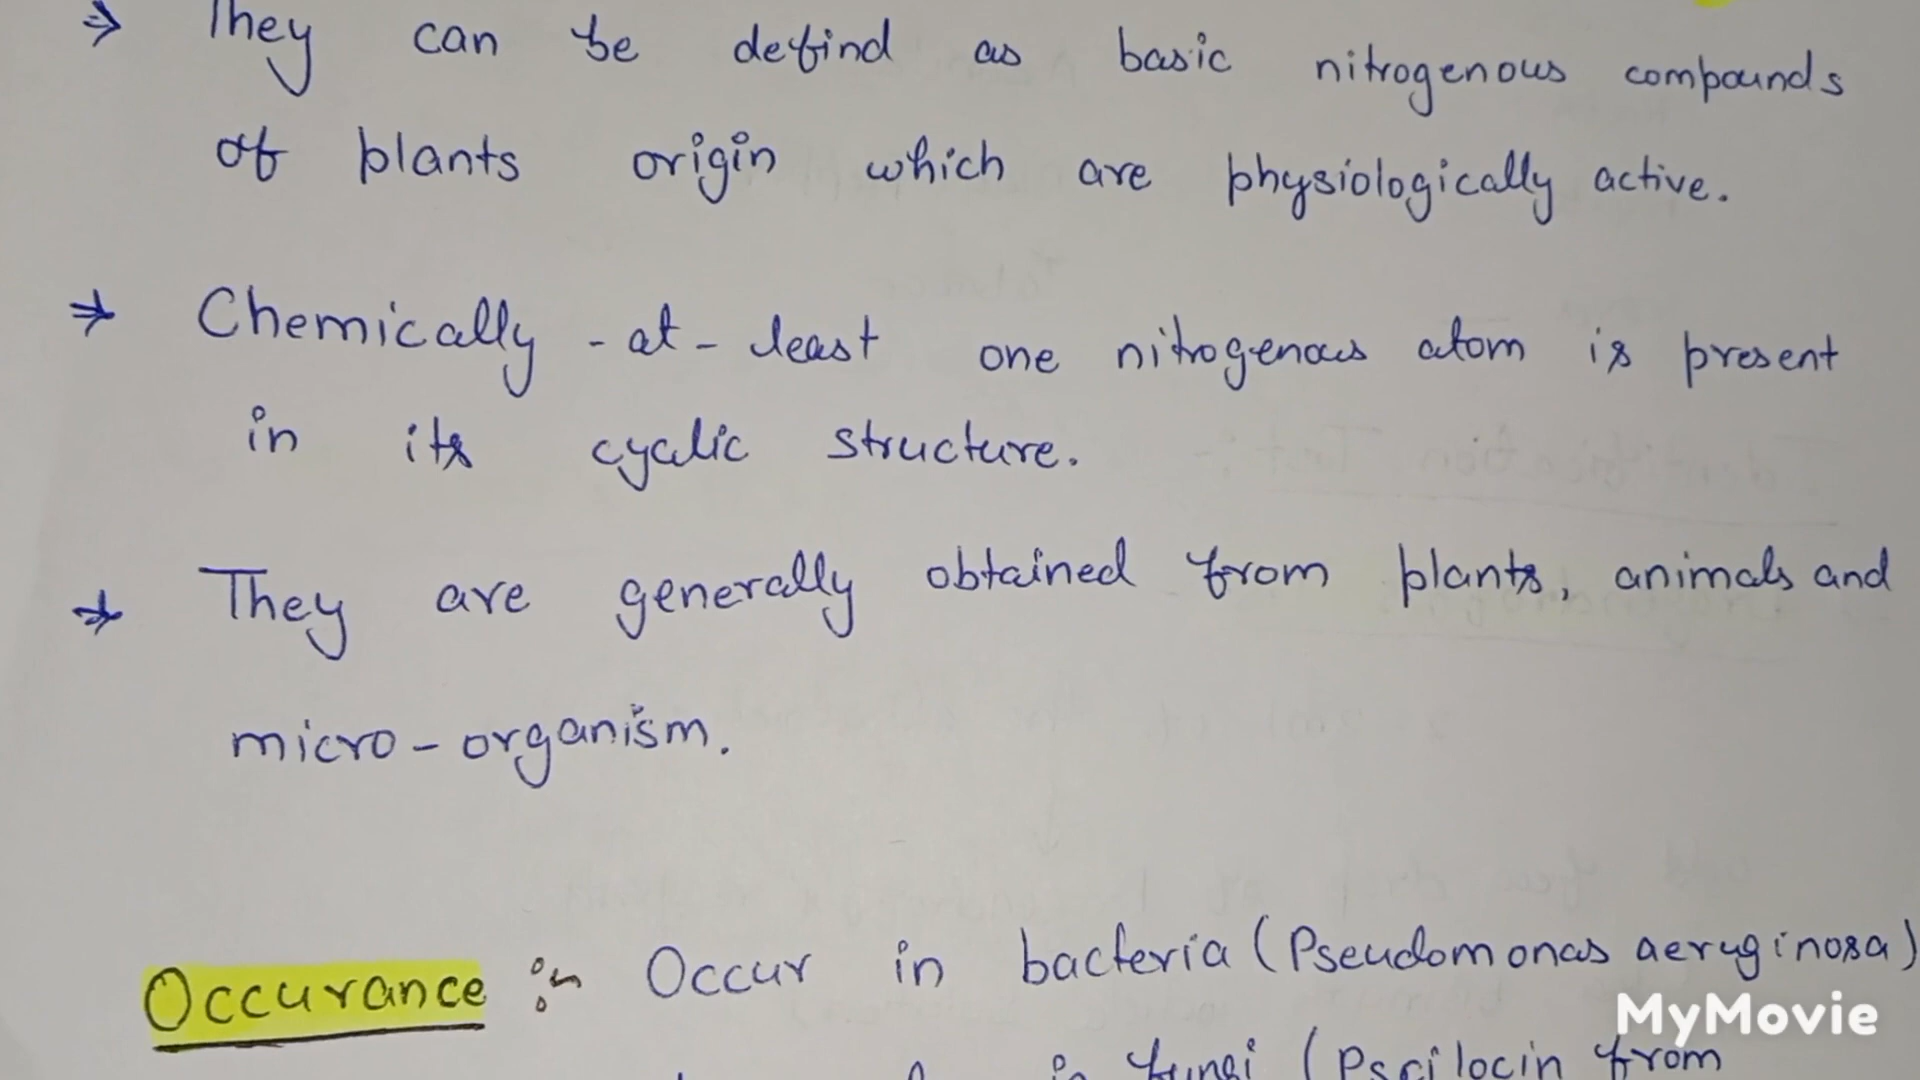 ⇒ They can be defind as basic nitrogenous compounds
of plants origin which are physiologically active.
⇒ Chemically -at- least one nitrogenous atom is present
in its cyclic structure.
⇒ They are generally obtained from plants, animals and
micro-organism.
Occurance :- Occur in bacteria (Pseudomonas aeruginosa)
MyMovie
fungi (Pscilocin from